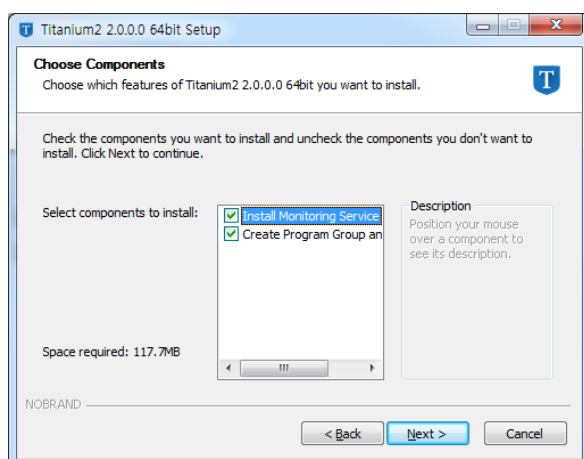 Titanium2 2.0.0.0 64bit Setup
Choose Components
Choose which features of Titanium2 2.0.0.0 64bit you want to install.
T
Check the components you want to install and uncheck the components you don't want to
install. Click Next to continue.
Select components to install:
Install Monitoring Service
Create Program Group an
Description
Position your mouse
over a component to
see its description.
Space required: 117.7MB
NOBRAND
< Back
Next >
Cancel